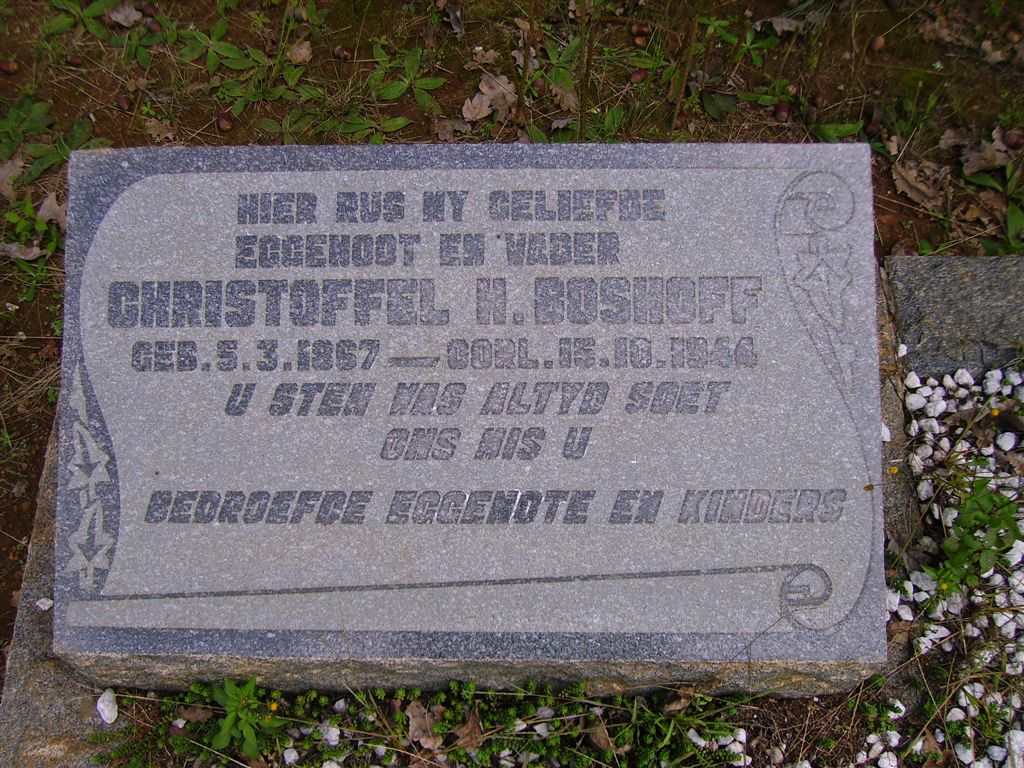 HIER RUS MY GELIEFDE
EGGENOOT EN VADER
CHRISTOFFEL H. BOSHOFF
GEB. 5.3.1867 — OORL. 15.10.1944
U STEM WAS ALTYD SOET
ONS MIS U
BEDROEFDE EGGENOTE EN KINDERS